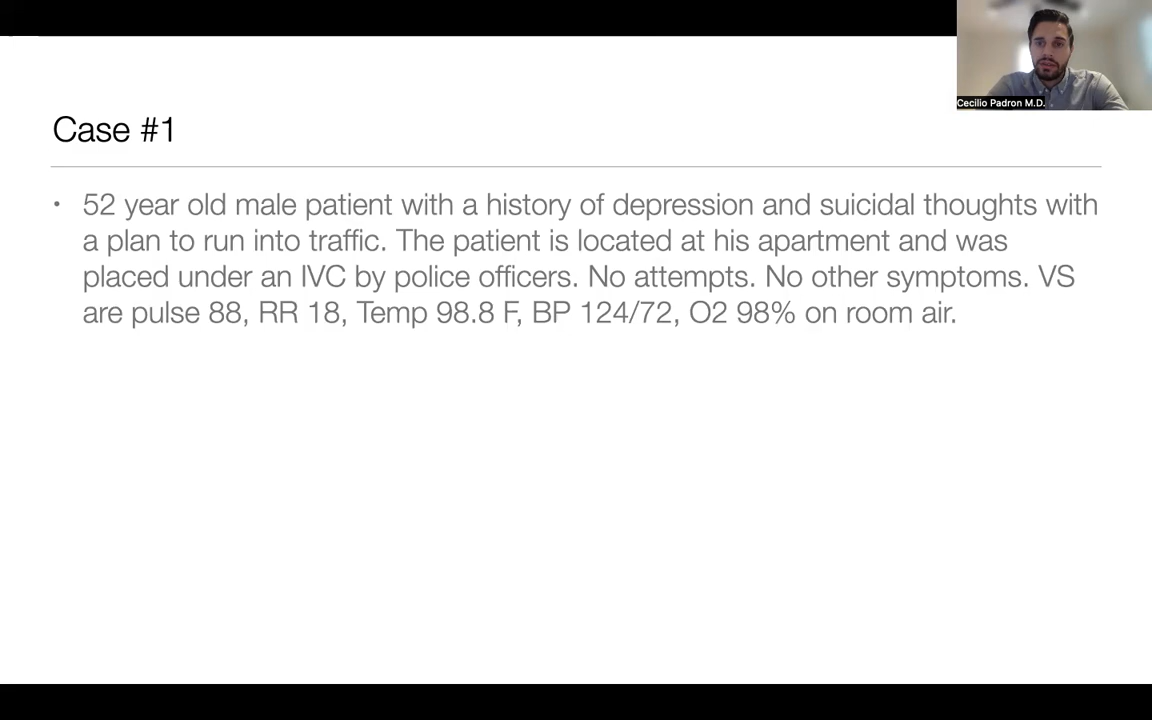 Cecilio Padron M.D.
Case #1
• 52 year old male patient with a history of depression and suicidal thoughts with
a plan to run into traffic. The patient is located at his apartment and was
placed under an IVC by police officers. No attempts. No other symptoms. VS
are pulse 88, RR 18, Temp 98.8 F, BP 124/72, O2 98% on room air.